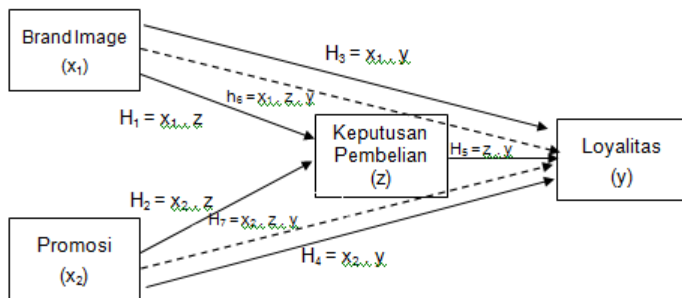 Brand Image
(x₁)
H₃ = x₁, y
h₆ = x₁, z, y
H₁ = x₁, z
Keputusan
Pembelian
(z)
H₅ = z, y
Loyalitas
(y)
H₂ = x₂, z
H₇ = x₂, z, y
H₄ = x₂, y
Promosi
(x₂)